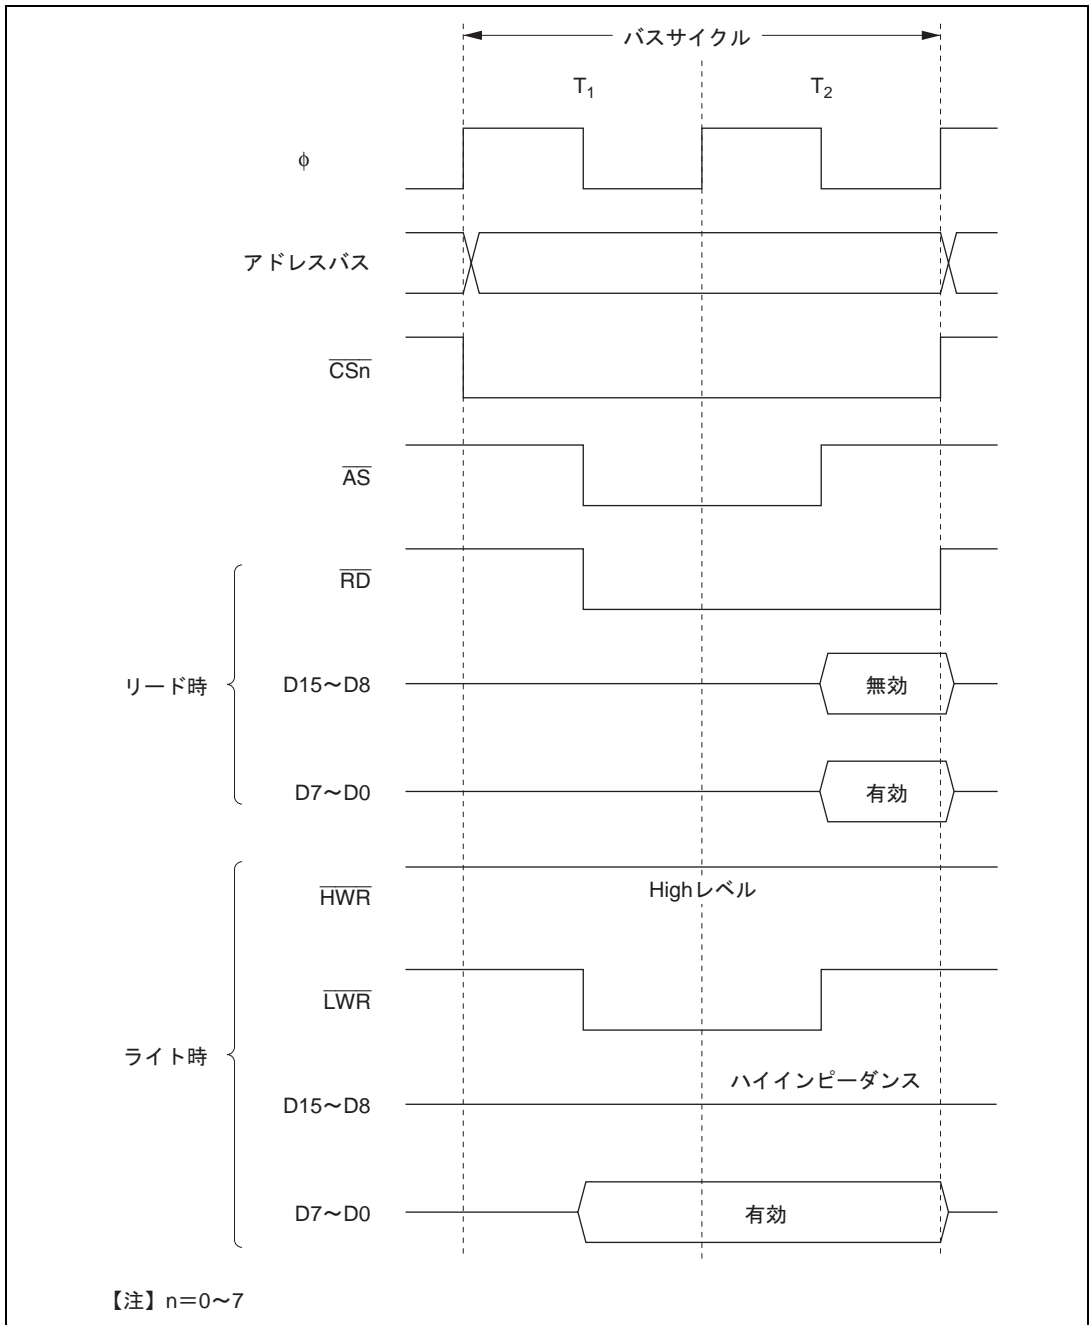 バスサイクル
T1 T2
φ
アドレスバス
CSn
AS
RD
リード時
D15～D8 無効
D7～D0 有効
HWR Highレベル
LWR
ライト時
D15～D8 ハイインピーダンス
D7～D0 有効
【注】n＝0～7